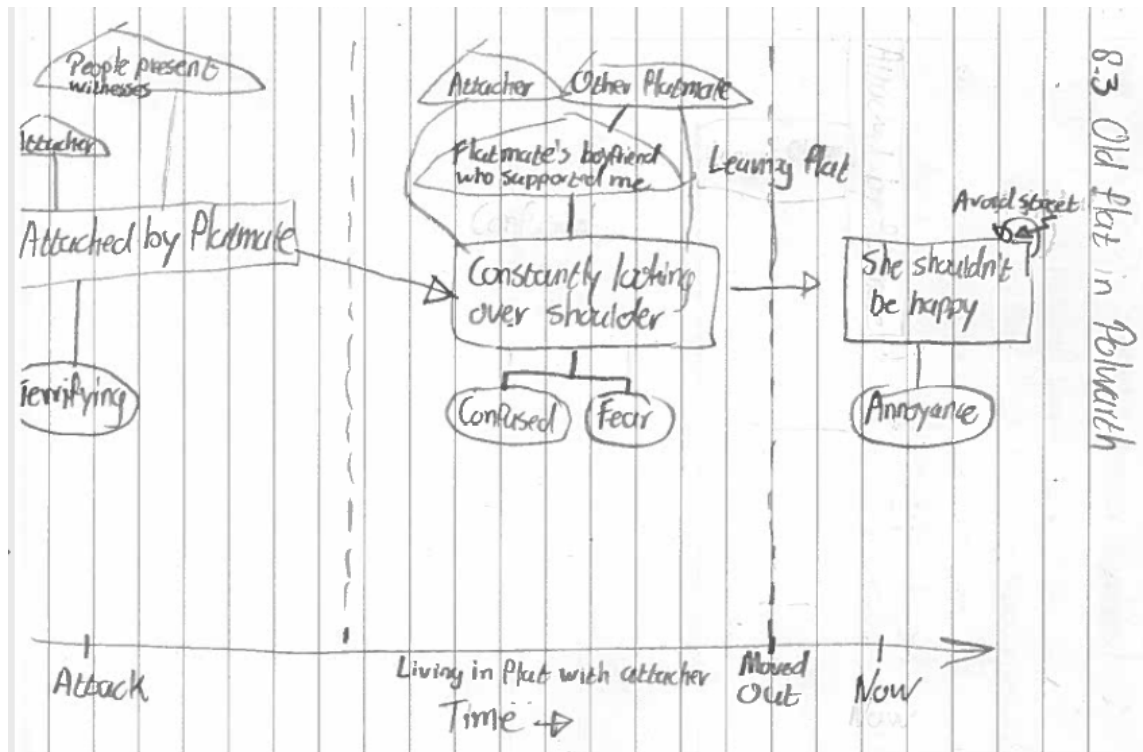 8.3 Old flat in Polwarth
People present
witnesses
Attacker
Attacked by Flatmate
Terrifying
Attacker
Other Flatmate
Flatmate's boyfriend
who supported me
Constantly looking
over shoulder
Confused
Fear
Leaving flat
Avoid street
She shouldn't
be happy
Annoyance
Attack
Living in flat with attacker
Moved
Out
Now
Time